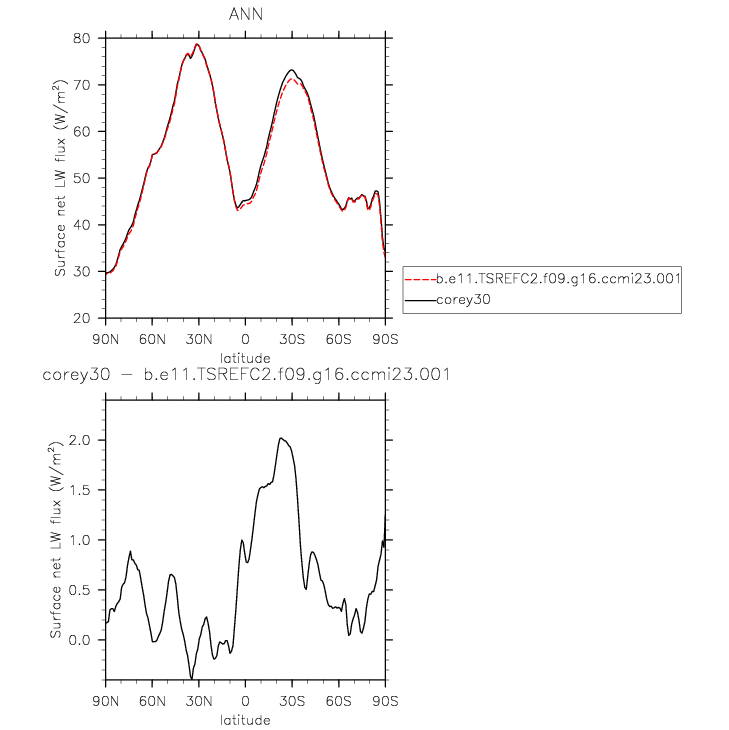 ANN
Surface net LW flux (W/m²)
80
70
60
50
40
30
20
90N 60N 30N 0 30S 60S 90S
latitude
b.e11.TSREFC2.f09.g16.ccmi23.001
corey30
corey30 − b.e11.TSREFC2.f09.g16.ccmi23.001
Surface net LW flux (W/m²)
2.0
1.5
1.0
0.5
0.0
90N 60N 30N 0 30S 60S 90S
latitude